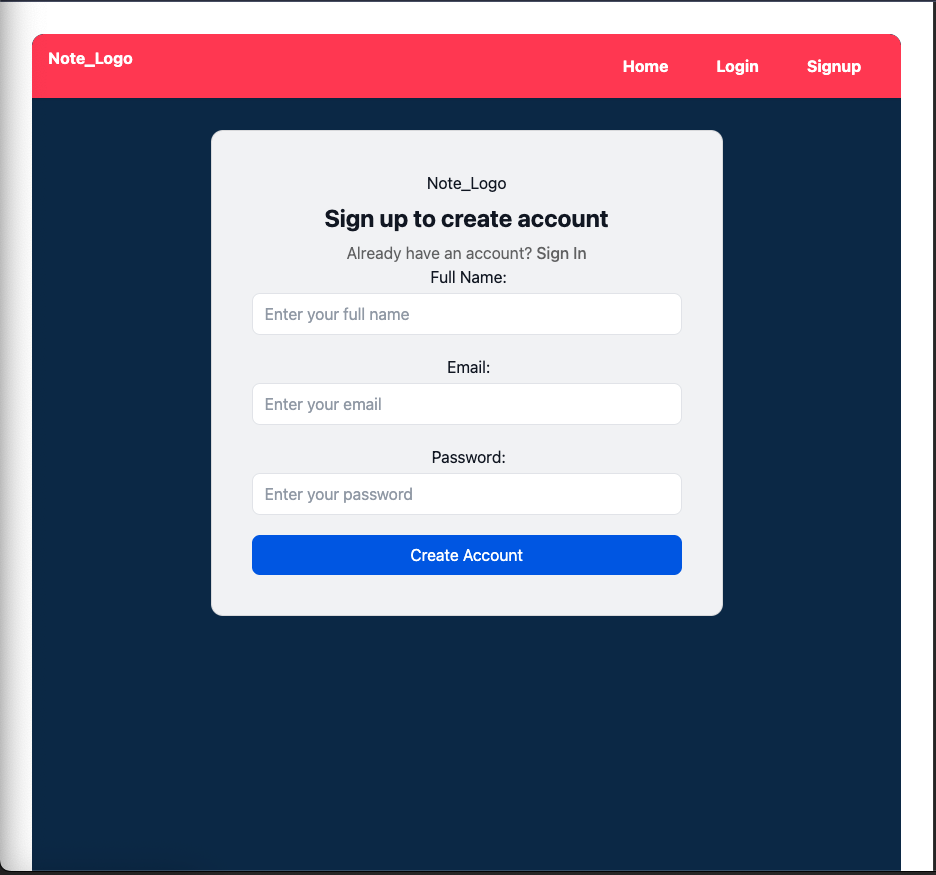 Note_Logo
Home Login Signup
Note_Logo
Sign up to create account
Already have an account? Sign In
Full Name:
Enter your full name
Email:
Enter your email
Password:
Enter your password
Create Account